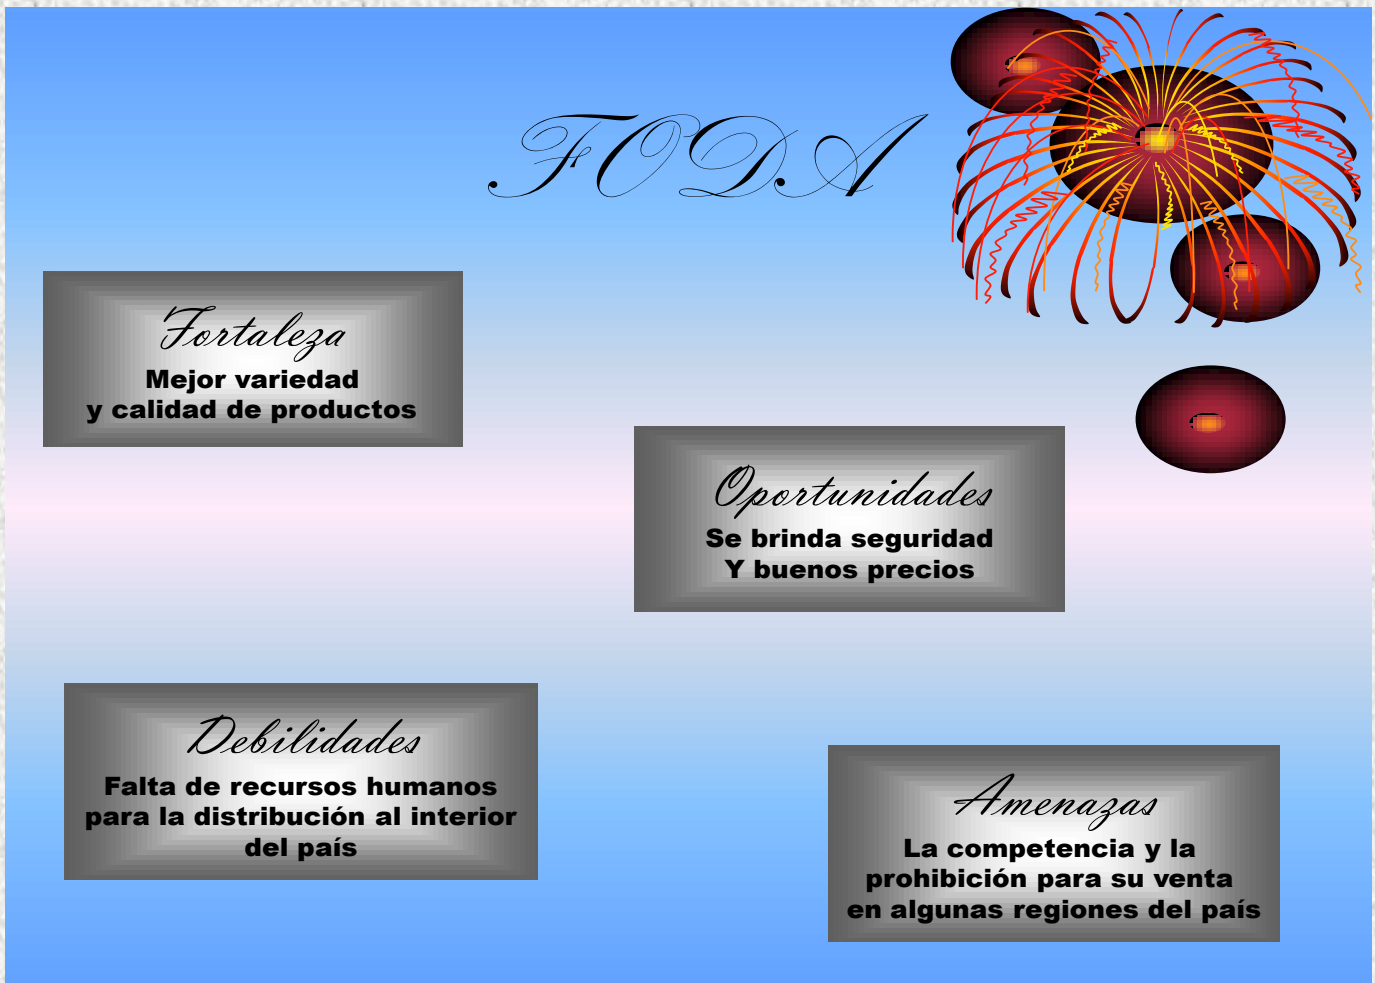 FODA
Fortaleza
Mejor variedad
y calidad de productos
Oportunidades
Se brinda seguridad
Y buenos precios
Debilidades
Falta de recursos humanos
para la distribución al interior
del país
Amenazas
La competencia y la
prohibición para su venta
en algunas regiones del país